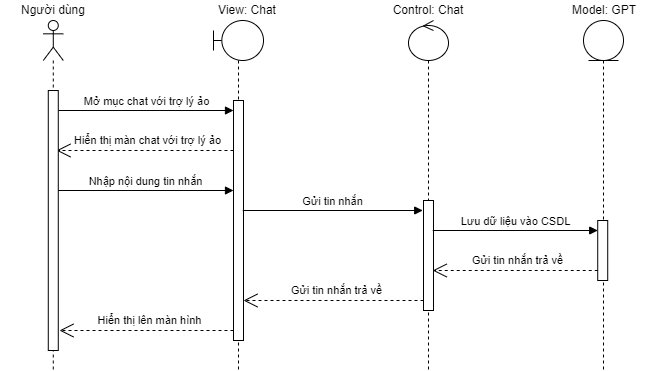 Người dùng
View: Chat
Control: Chat
Model: GPT
Mở mục chat với trợ lý ảo
Hiển thị màn chat với trợ lý ảo
Nhập nội dung tin nhắn
Gửi tin nhắn
Lưu dữ liệu vào CSDL
Gửi tin nhắn trả về
Gửi tin nhắn trả về
Hiển thị lên màn hình